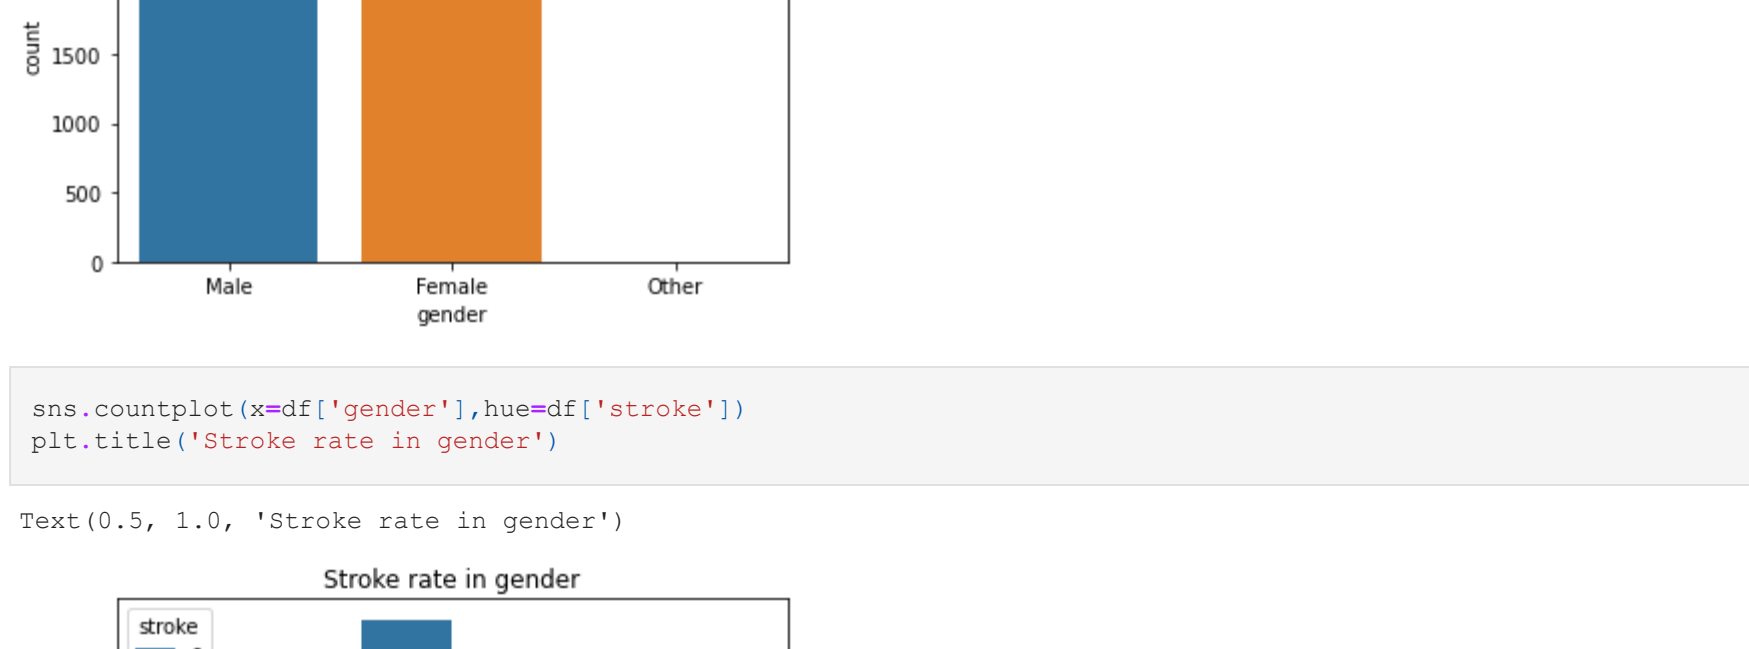 count
1500
1000
500
0
Male Female Other
gender
sns.countplot(x=df['gender'],hue=df['stroke'])
plt.title('Stroke rate in gender')
Text(0.5, 1.0, 'Stroke rate in gender')
Stroke rate in gender
stroke